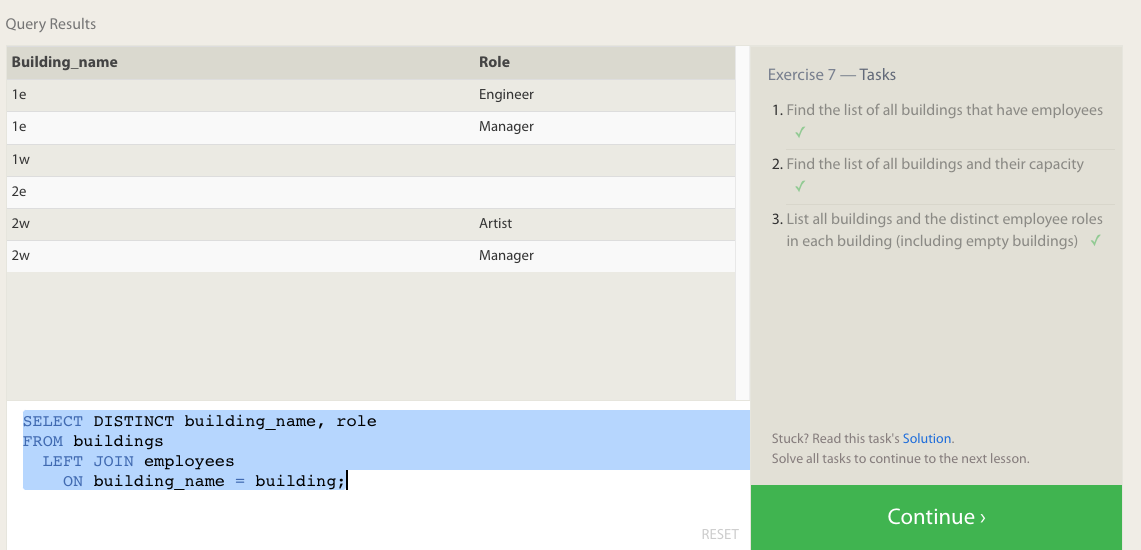 Query Results
Building_name Role
1e Engineer
1e Manager
1w
2e
2w Artist
2w Manager
SELECT DISTINCT building_name, role
FROM buildings
LEFT JOIN employees
ON building_name = building;
RESET
Exercise 7 — Tasks
1. Find the list of all buildings that have employees
✓
2. Find the list of all buildings and their capacity
✓
3. List all buildings and the distinct employee roles
in each building (including empty buildings) ✓
Stuck? Read this task's Solution.
Solve all tasks to continue to the next lesson.
Continue ›